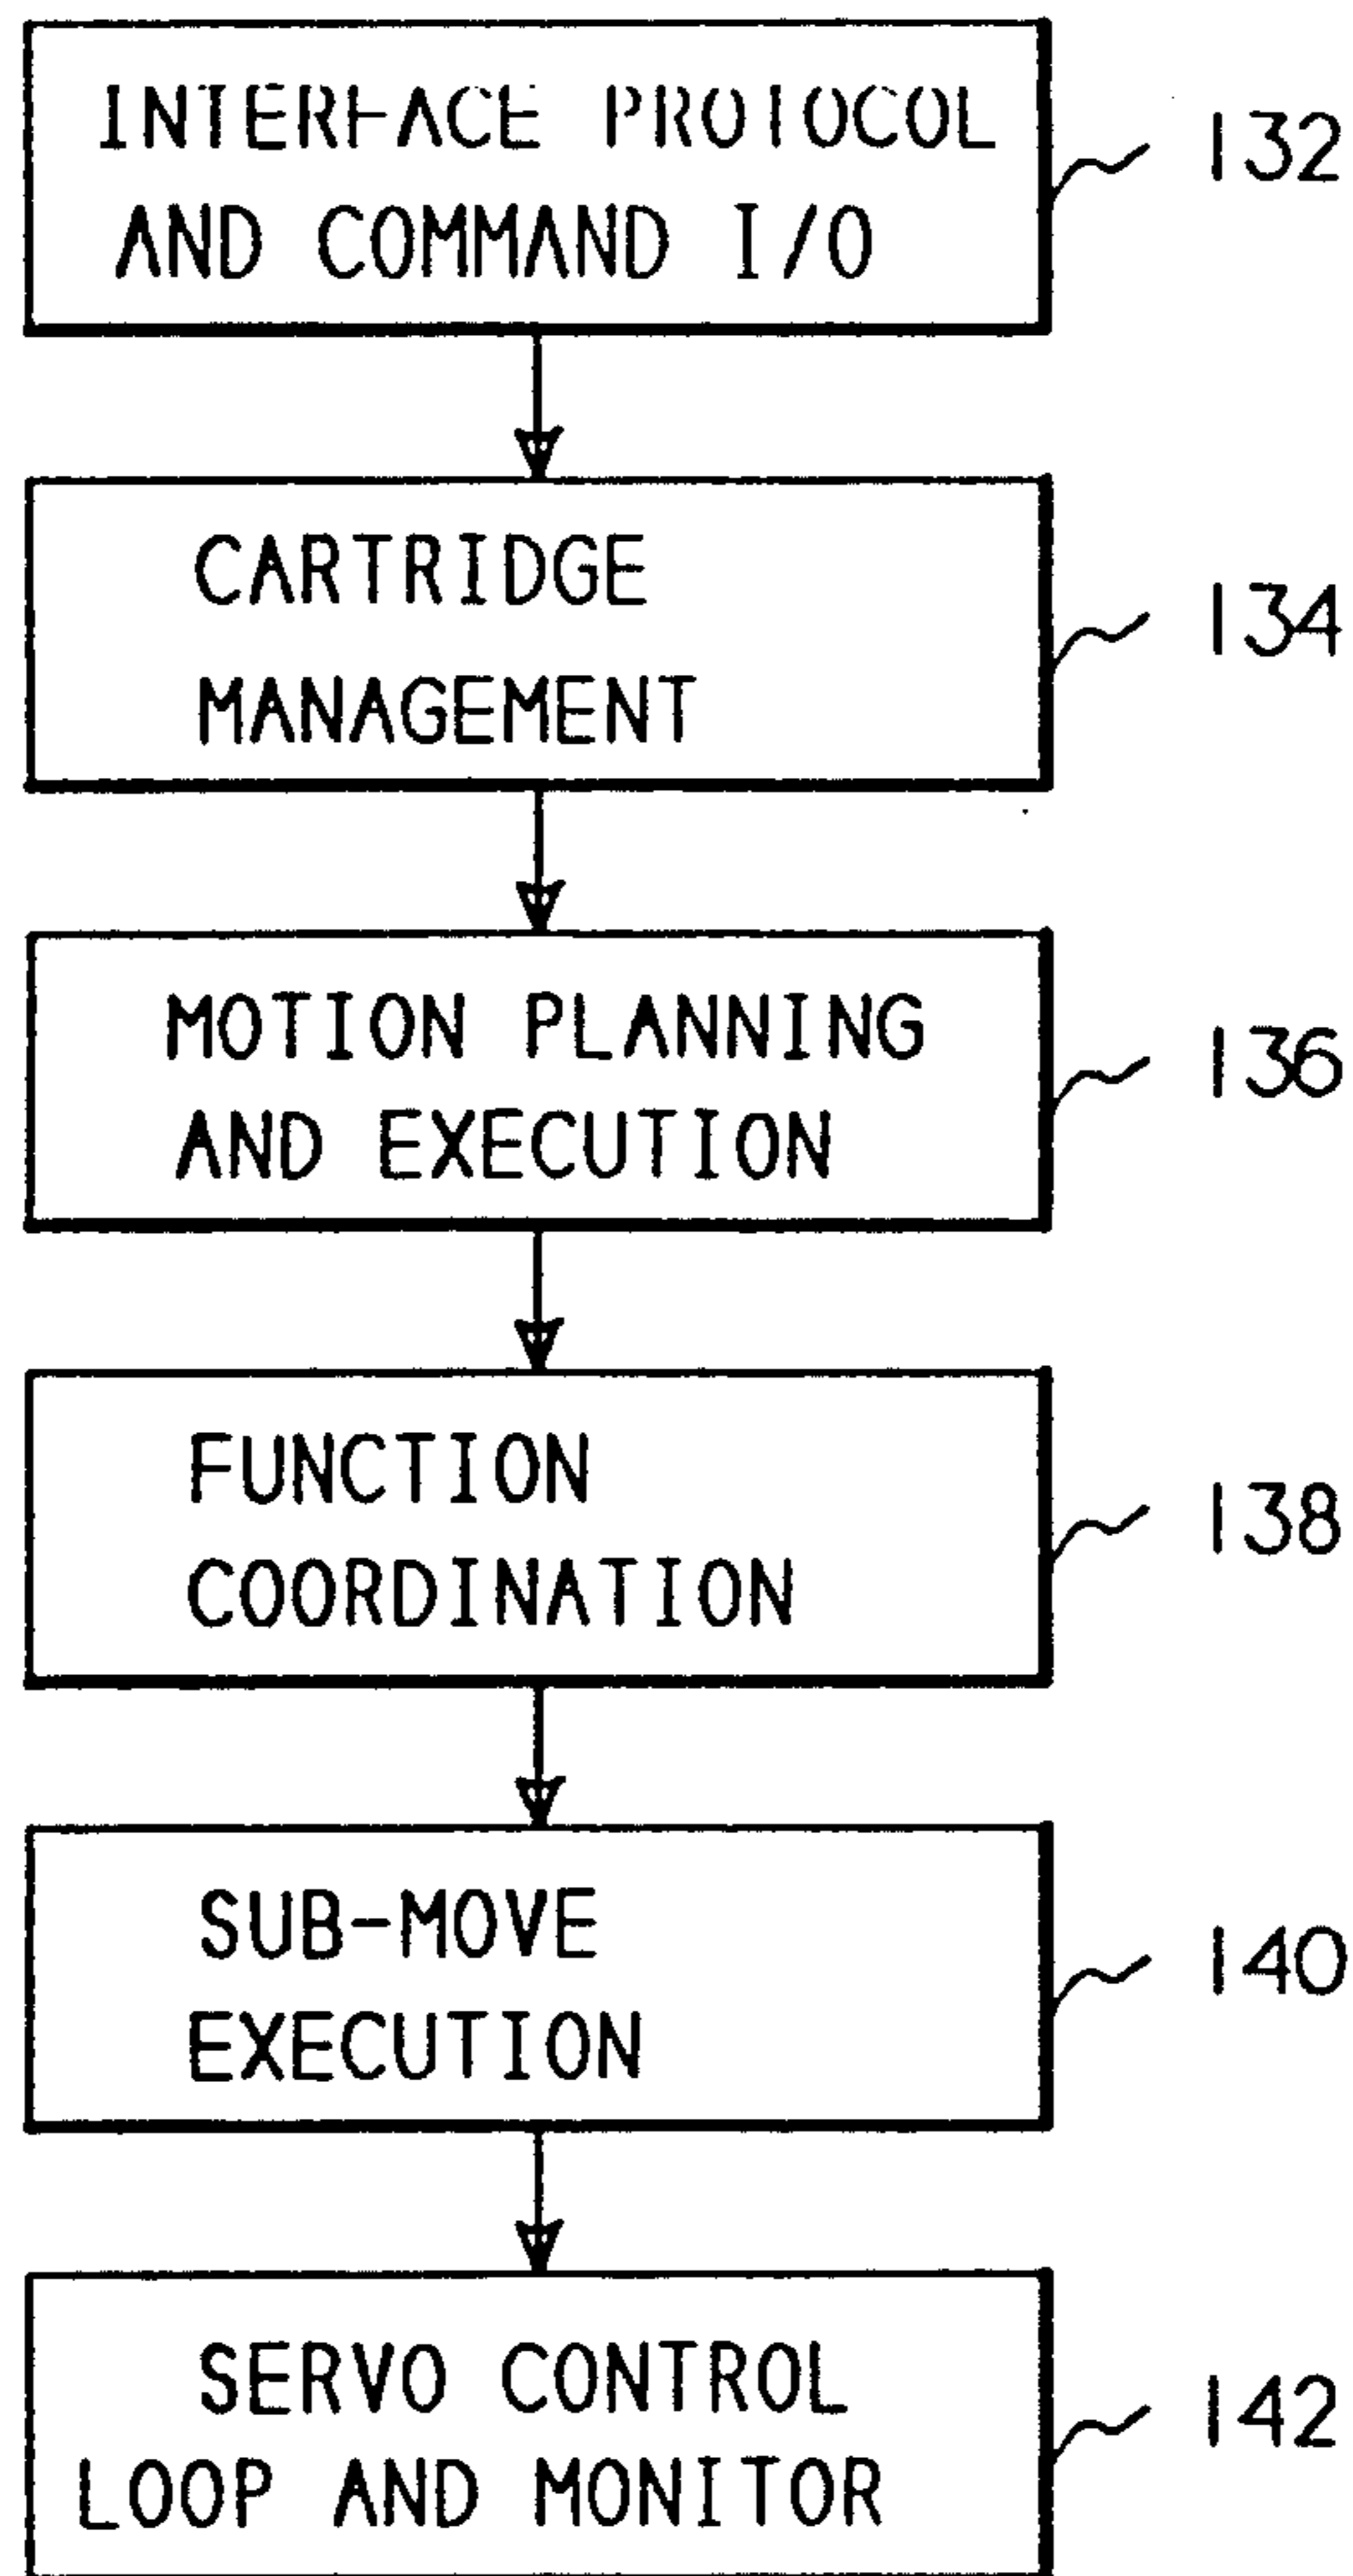 INTERFACE PROTOCOL
AND COMMAND I/O
132
CARTRIDGE
MANAGEMENT
134
MOTION PLANNING
AND EXECUTION
136
FUNCTION
COORDINATION
138
SUB-MOVE
EXECUTION
140
SERVO CONTROL
LOOP AND MONITOR
142